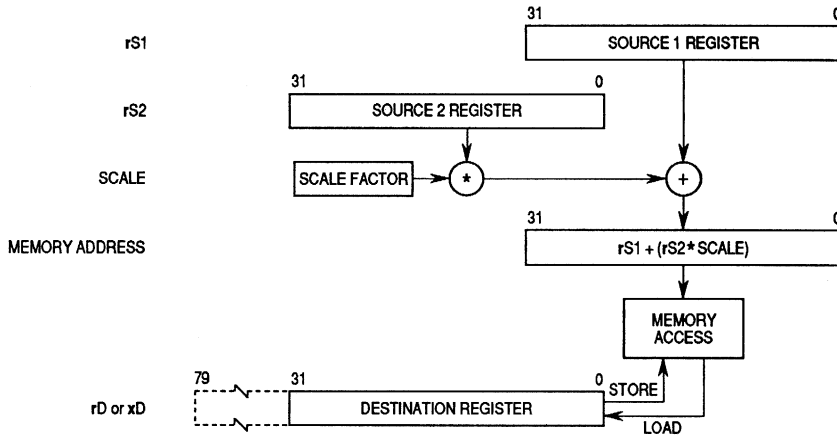 31 0
rS1 SOURCE 1 REGISTER
31 0
rS2 SOURCE 2 REGISTER
SCALE SCALE FACTOR * +
31 0
MEMORY ADDRESS rS1 + (rS2* SCALE)
MEMORY
ACCESS
79 31 0
STORE
rD or xD DESTINATION REGISTER
LOAD